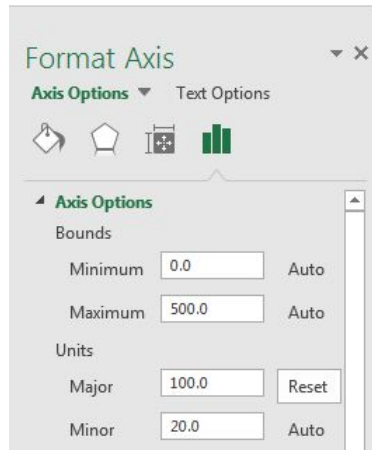 Format Axis
Axis Options Text Options
Axis Options
Bounds
Minimum 0.0 Auto
Maximum 500.0 Auto
Units
Major 100.0 Reset
Minor 20.0 Auto